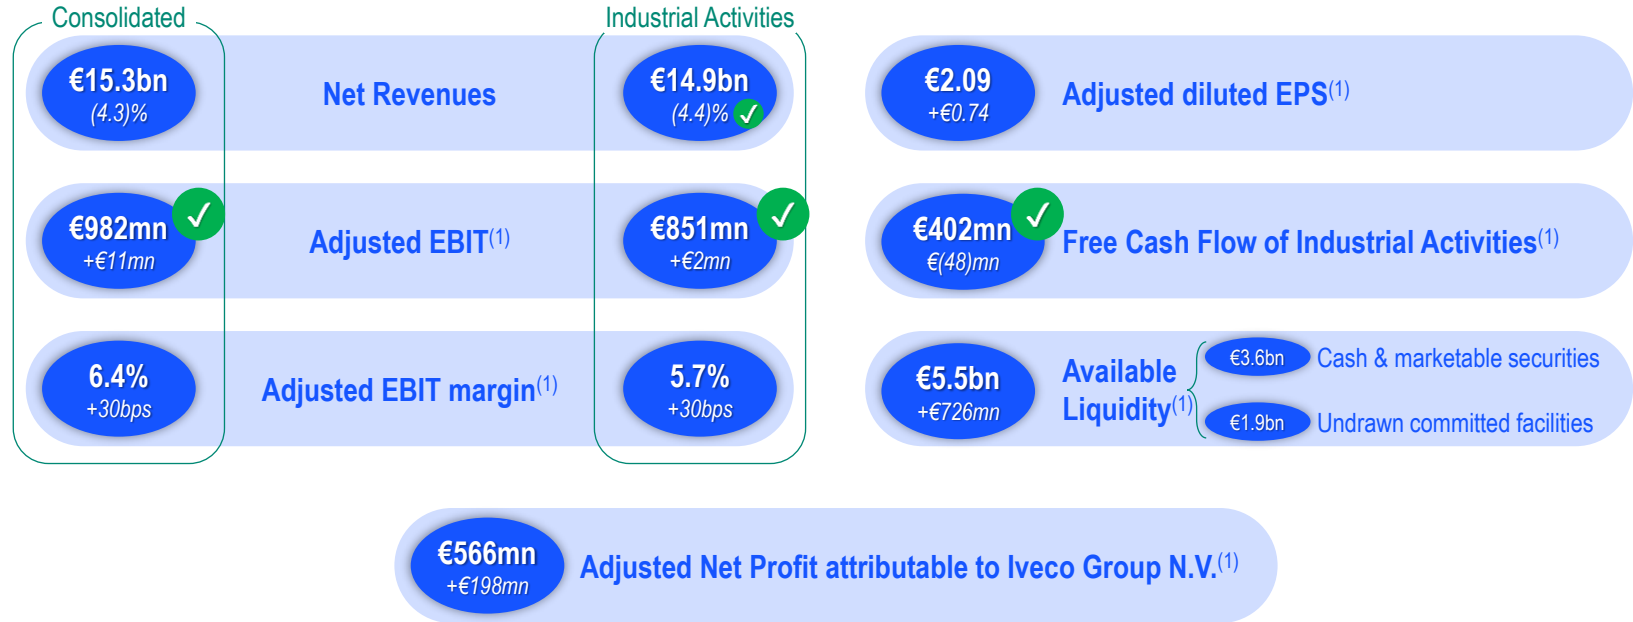 Consolidated
Industrial Activities
€15.3bn
(4.3)%
Net Revenues
€14.9bn
(4.4)%
€2.09
+€0.74
Adjusted diluted EPS(1)
€982mn
+€11mn
Adjusted EBIT(1)
€851mn
+€2mn
€402mn
€(48)mn
Free Cash Flow of Industrial Activities(1)
6.4%
+30bps
Adjusted EBIT margin(1)
5.7%
+30bps
€5.5bn
+€726mn
Available
Liquidity(1)
€3.6bn
Cash & marketable securities
€1.9bn
Undrawn committed facilities
€566mn
+€198mn
Adjusted Net Profit attributable to Iveco Group N.V.(1)